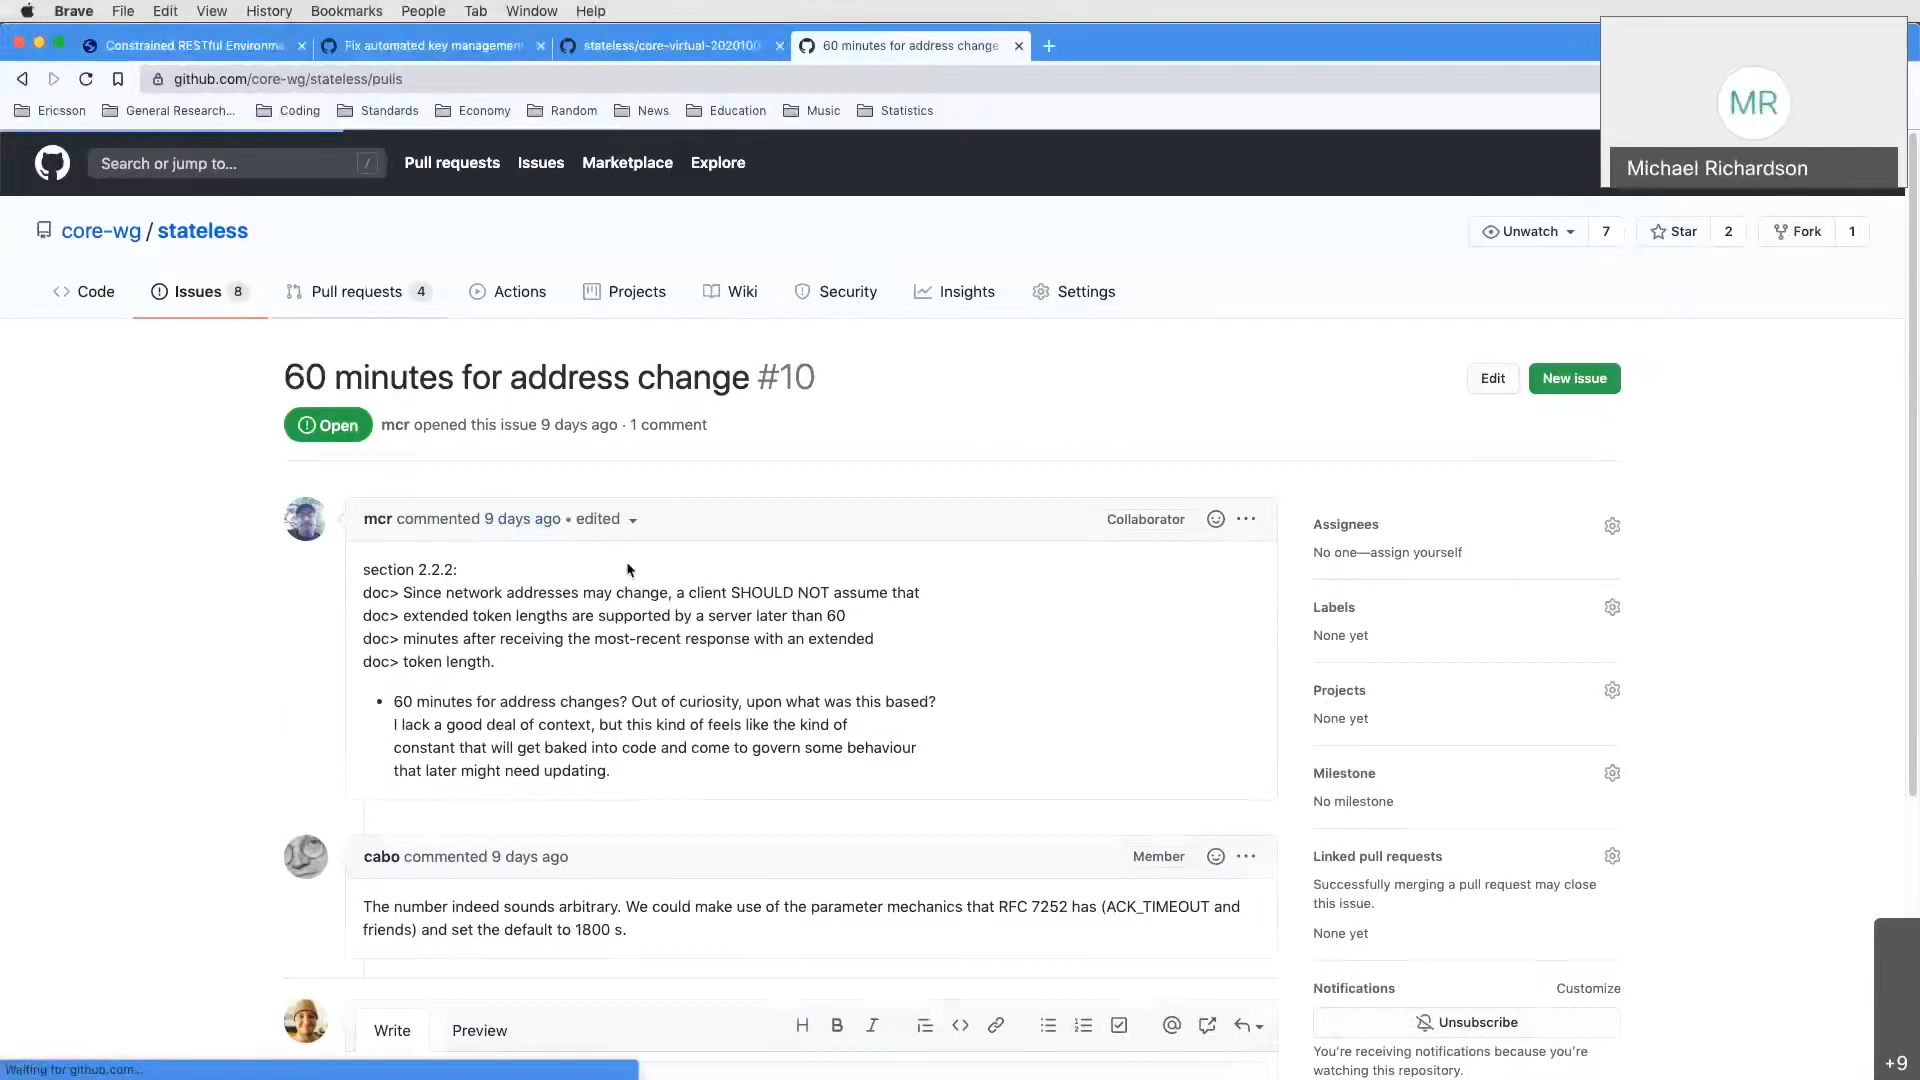 Brave File Edit View History Bookmarks People Tab Window Help
Constrained RESTful Environme
Fix automated key managemen
stateless/core-virtual-2020100
60 minutes for address change
github.com/core-wg/stateless/pulls
Ericsson General Research... Coding Standards Economy Random News Education Music Statistics
MR
Michael Richardson
Search or jump to... /
Pull requests Issues Marketplace Explore
core-wg / stateless
Unwatch 7 Star 2 Fork 1
Code Issues 8 Pull requests 4 Actions Projects Wiki Security Insights Settings
60 minutes for address change #10
Edit New issue
Open mcr opened this issue 9 days ago · 1 comment
mcr commented 9 days ago • edited
Collaborator
section 2.2.2:
doc> Since network addresses may change, a client SHOULD NOT assume that
doc> extended token lengths are supported by a server later than 60
doc> minutes after receiving the most-recent response with an extended
doc> token length.
• 60 minutes for address changes? Out of curiosity, upon what was this based?
I lack a good deal of context, but this kind of feels like the kind of
constant that will get baked into code and come to govern some behaviour
that later might need updating.
cabo commented 9 days ago
Member
The number indeed sounds arbitrary. We could make use of the parameter mechanics that RFC 7252 has (ACK_TIMEOUT and
friends) and set the default to 1800 s.
Write Preview
Assignees
No one—assign yourself
Labels
None yet
Projects
None yet
Milestone
No milestone
Linked pull requests
Successfully merging a pull request may close
this issue.
None yet
Notifications Customize
Unsubscribe
You're receiving notifications because you're
watching this repository.
Waiting for github.com...
+9